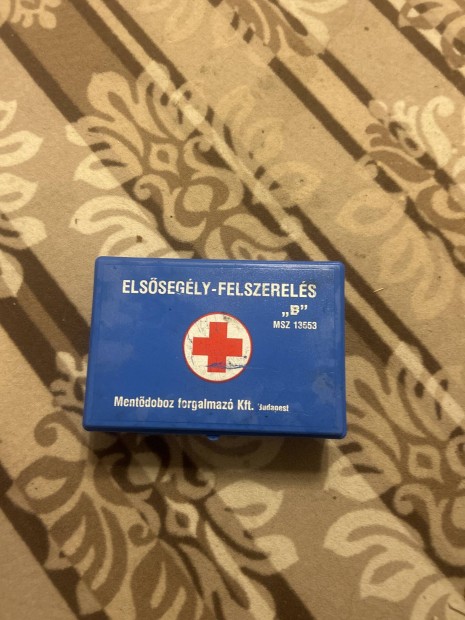 ELSŐSEGÉLY-FELSZERELÉS
„B”
MSZ 13553
Mentődoboz forgalmazó Kft. Budapest